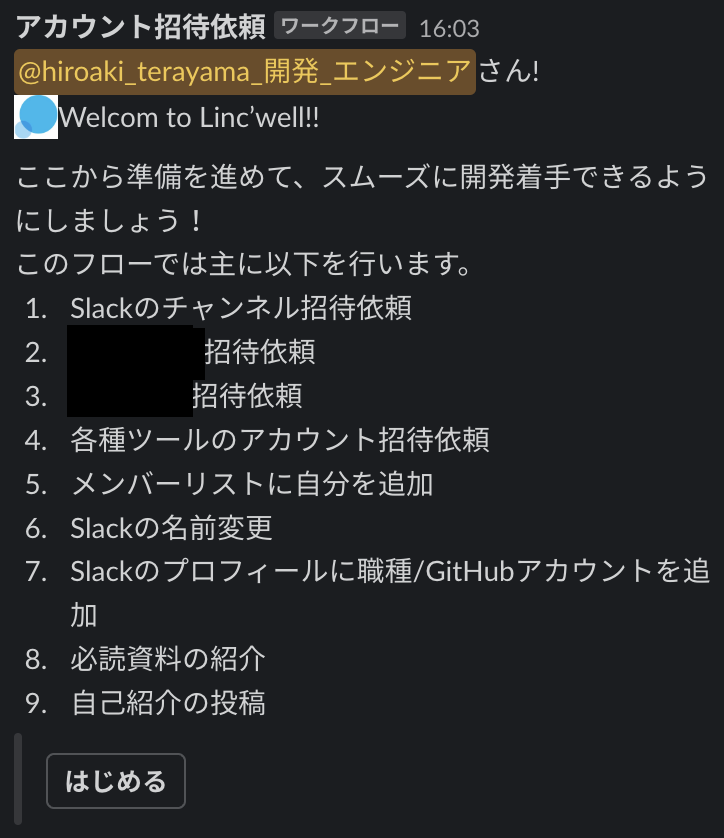 アカウント招待依頼 ワークフロー 16:03
@hiroaki_terayama_開発_エンジニア さん!
Welcom to Linc’well!!
ここから準備を進めて、スムーズに開発着手できるよう
にしましょう！
このフローでは主に以下を行います。
1. Slackのチャンネル招待依頼
2. 招待依頼
3. 招待依頼
4. 各種ツールのアカウント招待依頼
5. メンバーリストに自分を追加
6. Slackの名前変更
7. Slackのプロフィールに職種/GitHubアカウントを追
加
8. 必読資料の紹介
9. 自己紹介の投稿
はじめる